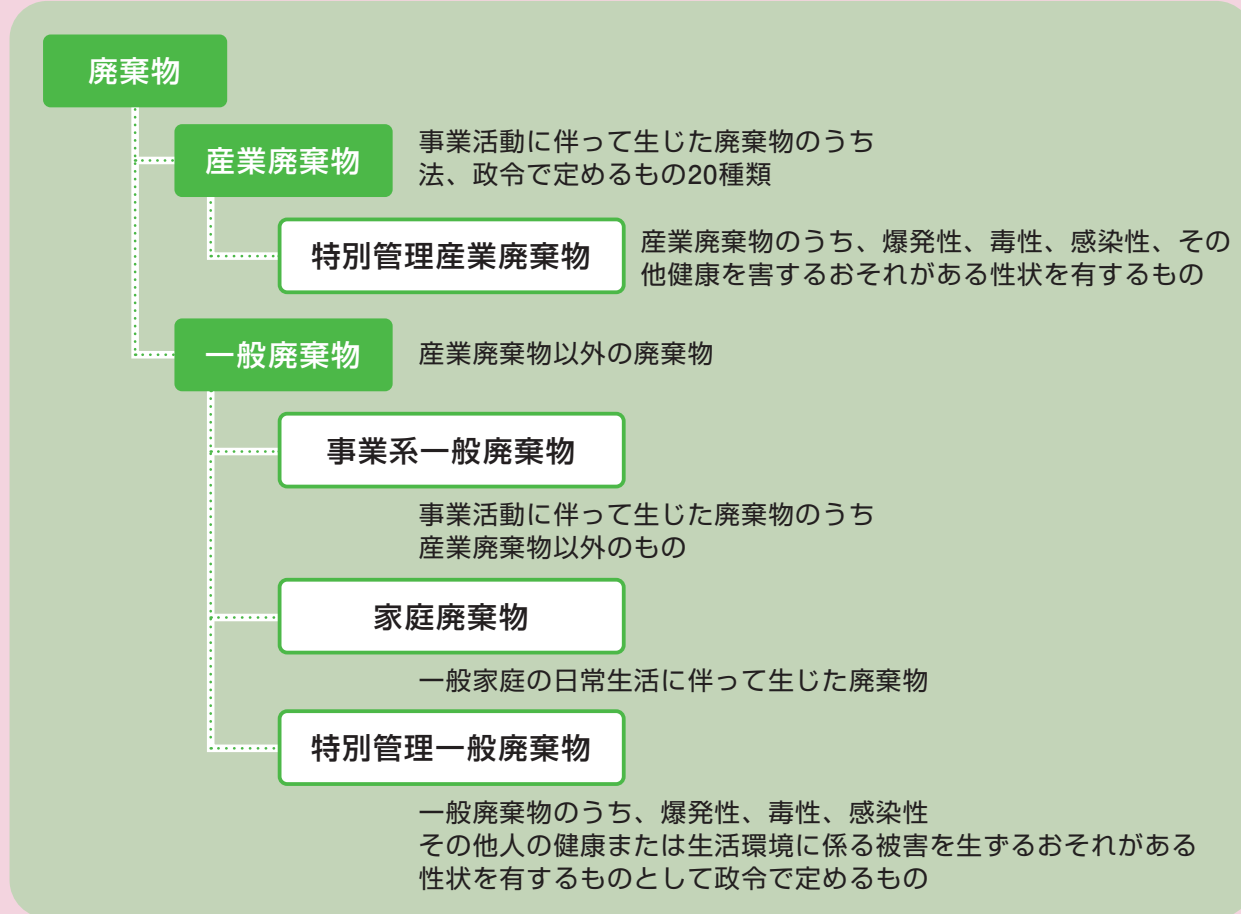 廃棄物
産業廃棄物
事業活動に伴って生じた廃棄物のうち
法、政令で定めるもの20種類
特別管理産業廃棄物
産業廃棄物のうち、爆発性、毒性、感染性、その
他健康を害するおそれがある性状を有するもの
一般廃棄物
産業廃棄物以外の廃棄物
事業系一般廃棄物
事業活動に伴って生じた廃棄物のうち
産業廃棄物以外のもの
家庭廃棄物
一般家庭の日常生活に伴って生じた廃棄物
特別管理一般廃棄物
一般廃棄物のうち、爆発性、毒性、感染性
その他人の健康または生活環境に係る被害を生ずるおそれがある
性状を有するものとして政令で定めるもの